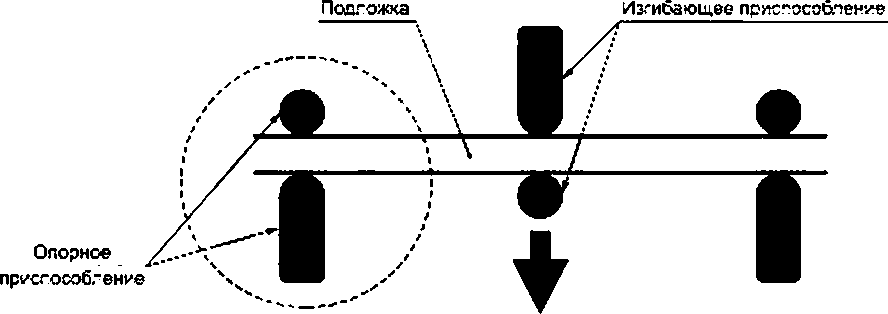 Подложка
Изгибающее приспособление
Опорное
приспособление